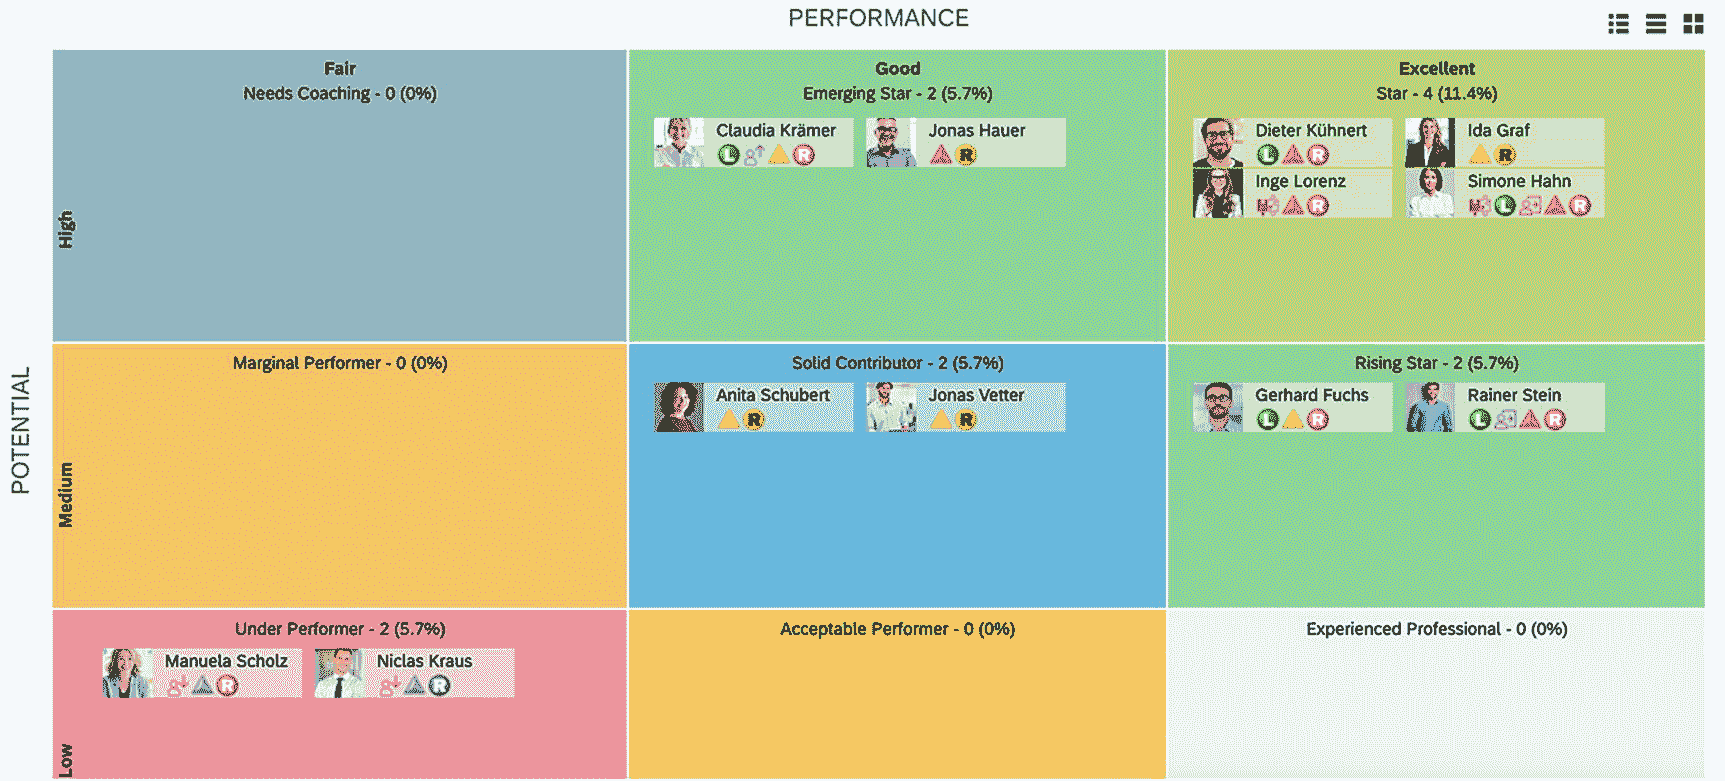 PERFORMANCE
POTENTIAL
Fair
Needs Coaching - 0 (0%)
Good
Emerging Star - 2 (5.7%)
Excellent
Star - 4 (11.4%)
High
Claudia Krämer
L R
Jonas Hauer
R
Dieter Kühnert
L R
Ida Graf
R
Inge Lorenz
R
Simone Hahn
L R
Marginal Performer - 0 (0%)
Solid Contributor - 2 (5.7%)
Rising Star - 2 (5.7%)
Medium
Anita Schubert
R
Jonas Vetter
R
Gerhard Fuchs
L R
Rainer Stein
L R
Under Performer - 2 (5.7%)
Acceptable Performer - 0 (0%)
Experienced Professional - 0 (0%)
Low
Manuela Scholz
R
Niclas Kraus
R